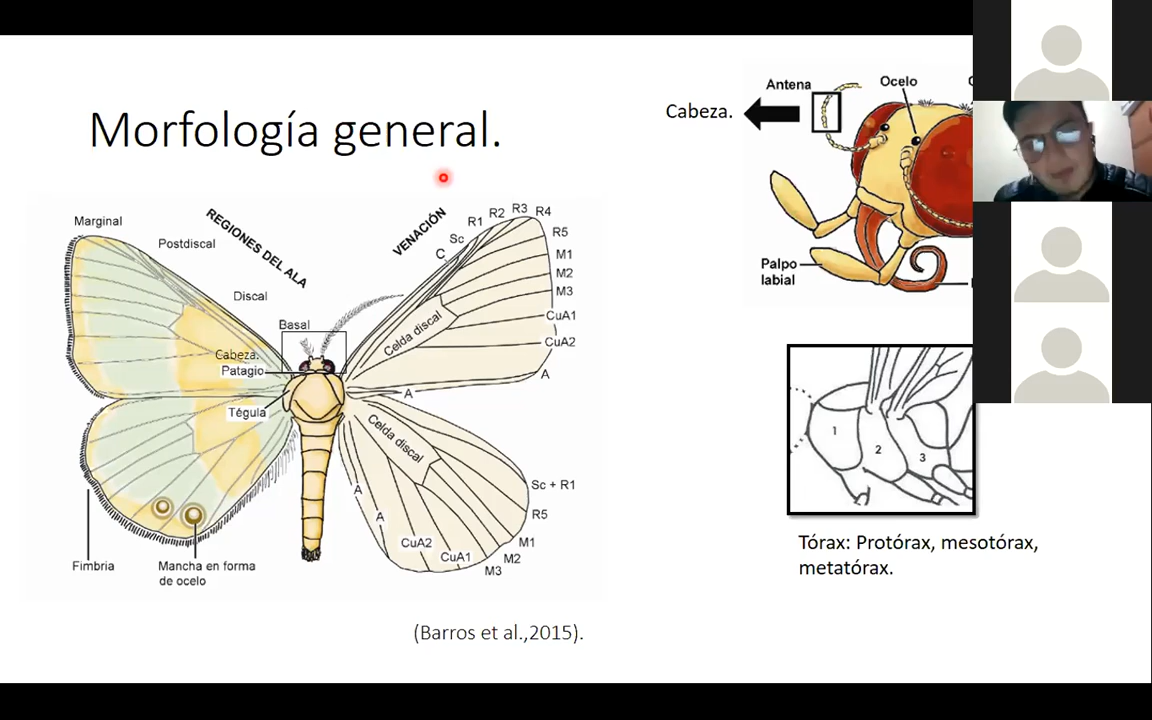 Morfología general.
Cabeza.
Antena
Ocelo
Palpo
labial
Marginal
Postdiscal
REGIONES DEL ALA
Discal
Basal
Cabeza.
Patagio
Tégula
Fimbria
Mancha en forma
de ocelo
VENACIÓN
C
Sc
R1
R2
R3
R4
R5
M1
M2
M3
CuA1
CuA2
A
A
Celda discal
Celda discal
Sc + R1
R5
M1
M2
M3
CuA1
CuA2
A
A
1
2
3
Tórax: Protórax, mesotórax,
metatórax.
(Barros et al.,2015).